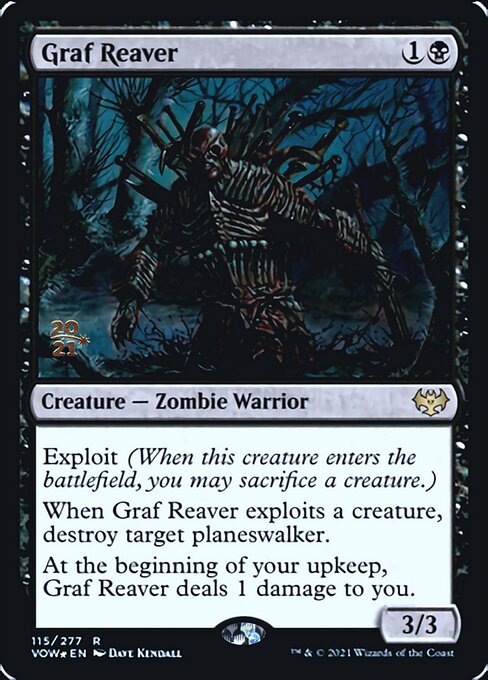 Graf Reaver 1
20
21
Creature — Zombie Warrior
Exploit (When this creature enters the
battlefield, you may sacrifice a creature.)
When Graf Reaver exploits a creature,
destroy target planeswalker.
At the beginning of your upkeep,
Graf Reaver deals 1 damage to you.
3/3
115/277 R
VOW★EN Dave Kendall
™ & © 2021 Wizards of the Coast